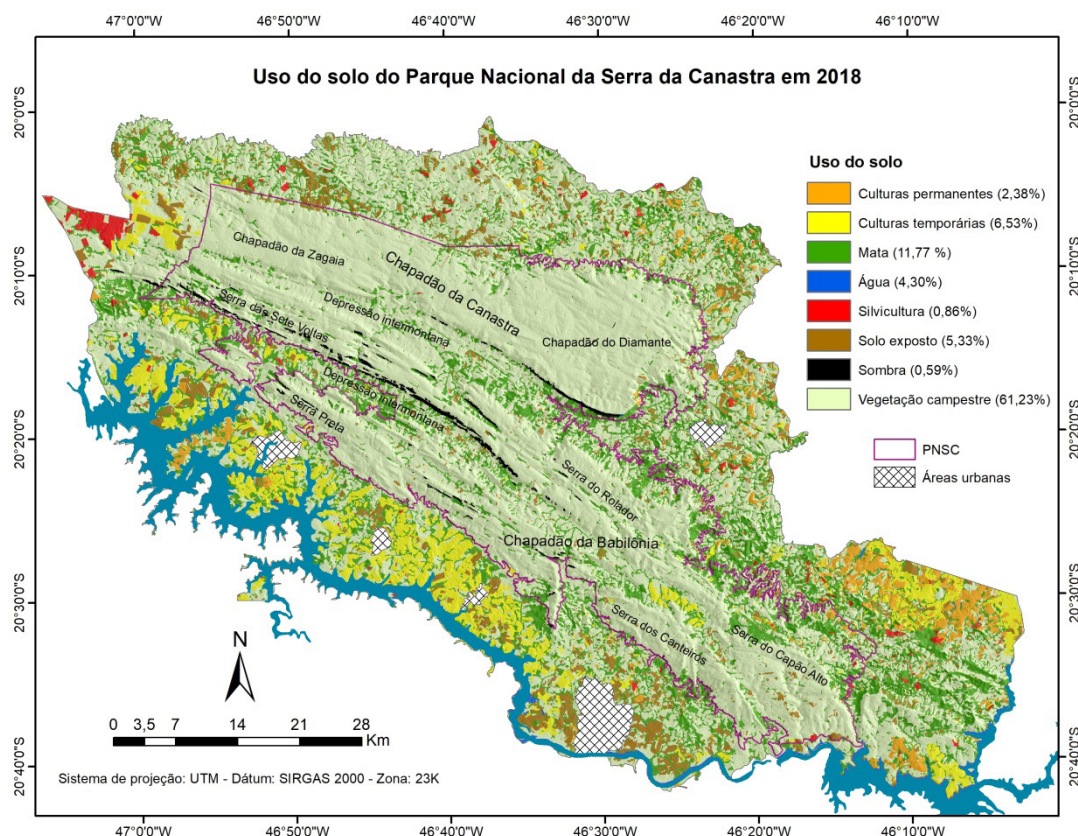 47°0'0"W 46°50'0"W 46°40'0"W 46°30'0"W 46°20'0"W 46°10'0"W
Uso do solo do Parque Nacional da Serra da Canastra em 2018
20°0'0"S
20°0'0"S
Uso do solo
Culturas permanentes (2,38%)
Culturas temporárias (6,53%)
Mata (11,77 %)
Água (4,30%)
Silvicultura (0,86%)
Solo exposto (5,33%)
Sombra (0,59%)
Vegetação campestre (61,23%)
PNSC
Áreas urbanas
20°10'0"S
20°10'0"S
Chapadão da Zagaia
Chapadão da Canastra
Depressão intermontana
Serra das Sete Voltas
Chapadão do Diamante
Depressão intermontana
Serra Preta
20°20'0"S
20°20'0"S
Serra do Rolador
Chapadão da Babilônia
20°30'0"S
20°30'0"S
Serra dos Canteiros
Serra do Capão Alto
N
0 3,5 7 14 21 28
Km
20°40'0"S
20°40'0"S
Sistema de projeção: UTM - Dátum: SIRGAS 2000 - Zona: 23K
47°0'0"W 46°50'0"W 46°40'0"W 46°30'0"W 46°20'0"W 46°10'0"W